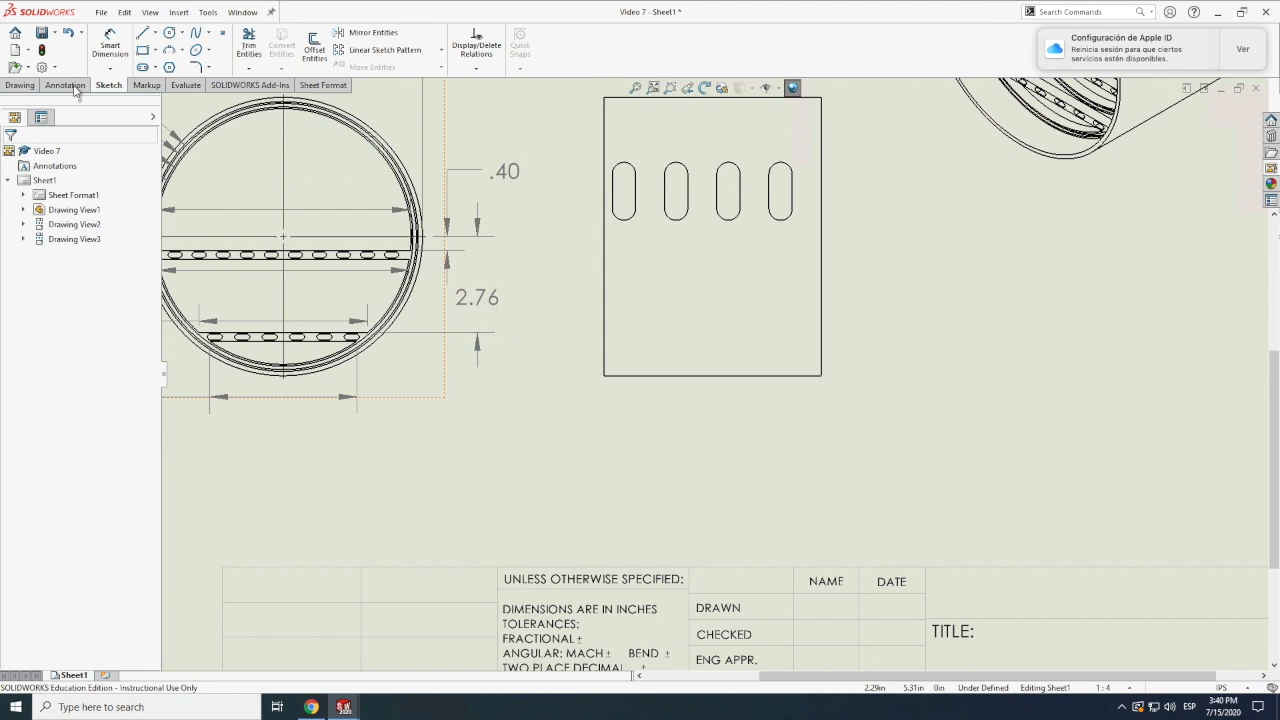 SOLIDWORKS File Edit View Insert Tools Window Video 7 - Sheet1 * Search Commands
Smart Dimension
Trim Entities
Convert Entities
Offset Entities
Mirror Entities
Linear Sketch Pattern
Move Entities
Display/Delete Relations
Quick Snaps
Configuración de Apple ID
Reinicia sesión para que ciertos servicios estén disponibles.
Ver
Drawing Annotation Sketch Markup Evaluate SOLIDWORKS Add-Ins Sheet Format
Video 7
Annotations
Sheet1
Sheet Format1
Drawing View1
Drawing View2
Drawing View3
.40
2.76
UNLESS OTHERWISE SPECIFIED:
DIMENSIONS ARE IN INCHES
TOLERANCES:
FRACTIONAL ±
ANGULAR: MACH ± BEND ±
TWO PLACE DECIMAL ±
NAME DATE
DRAWN
CHECKED
ENG APPR.
TITLE:
Sheet1
SOLIDWORKS Education Edition - Instructional Use Only 2.29in 5.31in 0in Under Defined Editing Sheet1 1 : 4 IPS
Type here to search
ESP
3:40 PM
7/15/2020